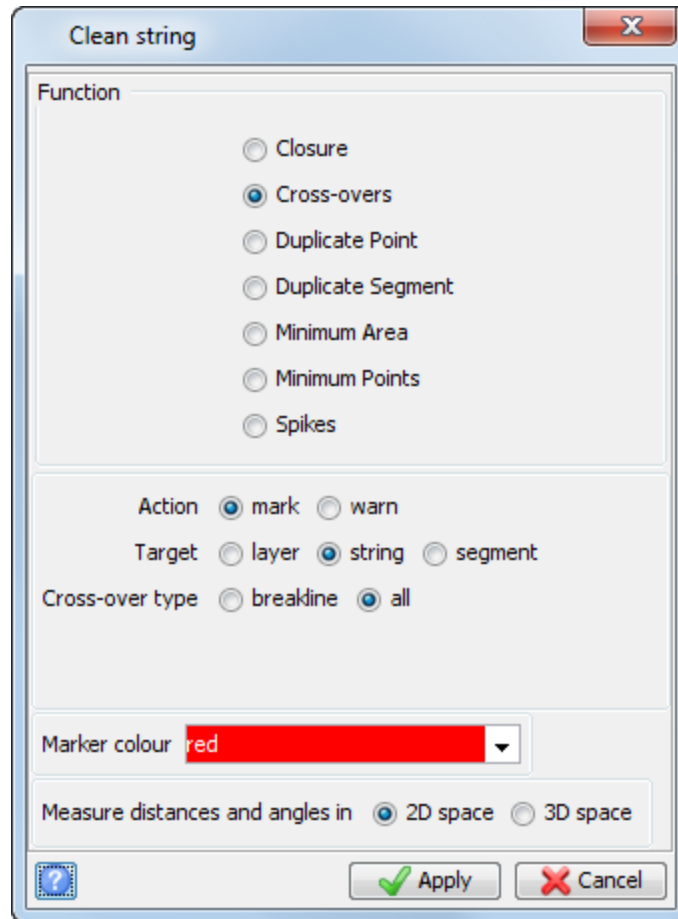 Clean string
Function
Closure
Cross-overs
Duplicate Point
Duplicate Segment
Minimum Area
Minimum Points
Spikes
Action mark warn
Target layer string segment
Cross-over type breakline all
Marker colour red
Measure distances and angles in 2D space 3D space
? Apply Cancel